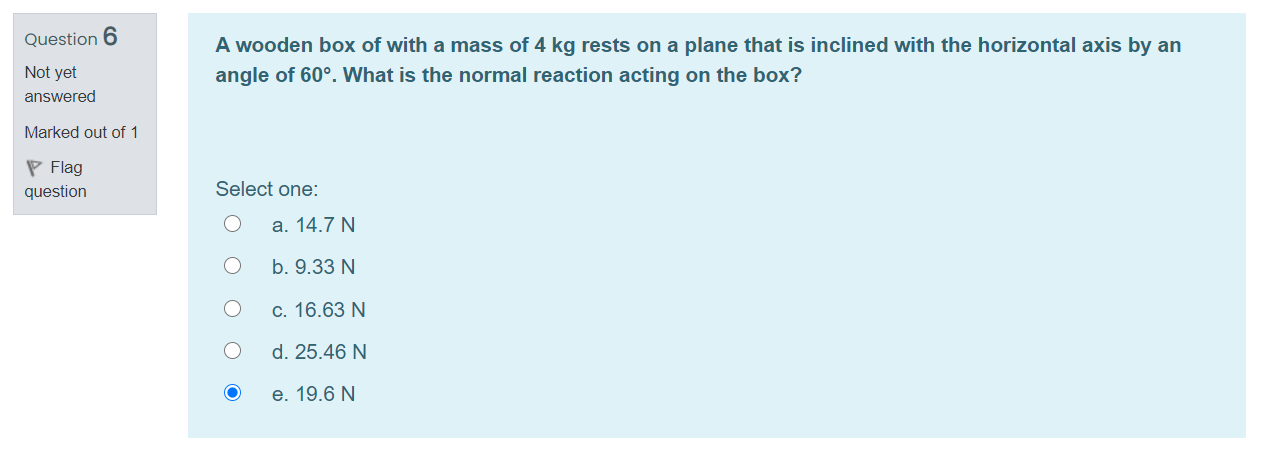 Question 6
Not yet
answered
Marked out of 1
Flag
question
A wooden box of with a mass of 4 kg rests on a plane that is inclined with the horizontal axis by an
angle of 60°. What is the normal reaction acting on the box?
Select one:
a. 14.7 N
b. 9.33 N
c. 16.63 N
d. 25.46 N
e. 19.6 N